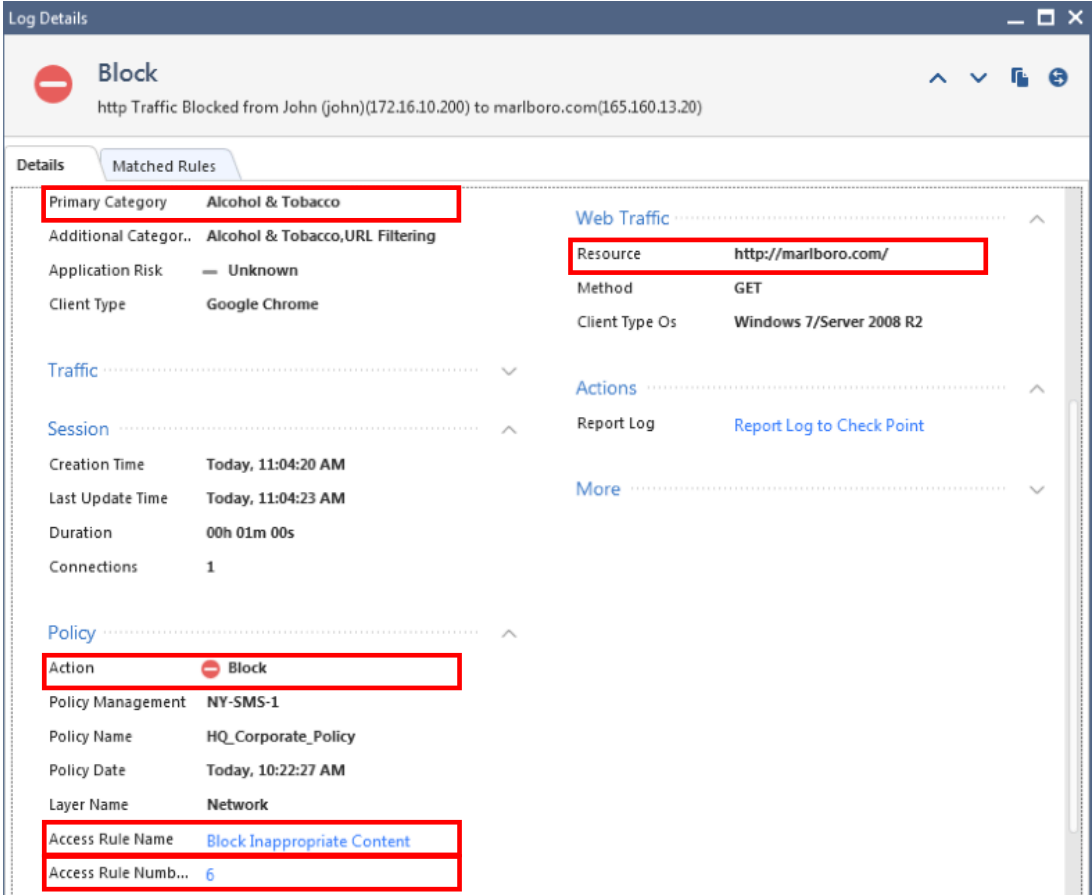 Log Details
Block
http Traffic Blocked from John (john)(172.16.10.200) to marlboro.com(165.160.13.20)
Details
Matched Rules
Primary Category Alcohol & Tobacco
Additional Categor.. Alcohol & Tobacco,URL Filtering
Application Risk Unknown
Client Type Google Chrome
Traffic
Session
Creation Time Today, 11:04:20 AM
Last Update Time Today, 11:04:23 AM
Duration 00h 01m 00s
Connections 1
Policy
Action Block
Policy Management NY-SMS-1
Policy Name HQ_Corporate_Policy
Policy Date Today, 10:22:27 AM
Layer Name Network
Access Rule Name Block Inappropriate Content
Access Rule Numb... 6
Web Traffic
Resource http://marlboro.com/
Method GET
Client Type Os Windows 7/Server 2008 R2
Actions
Report Log Report Log to Check Point
More